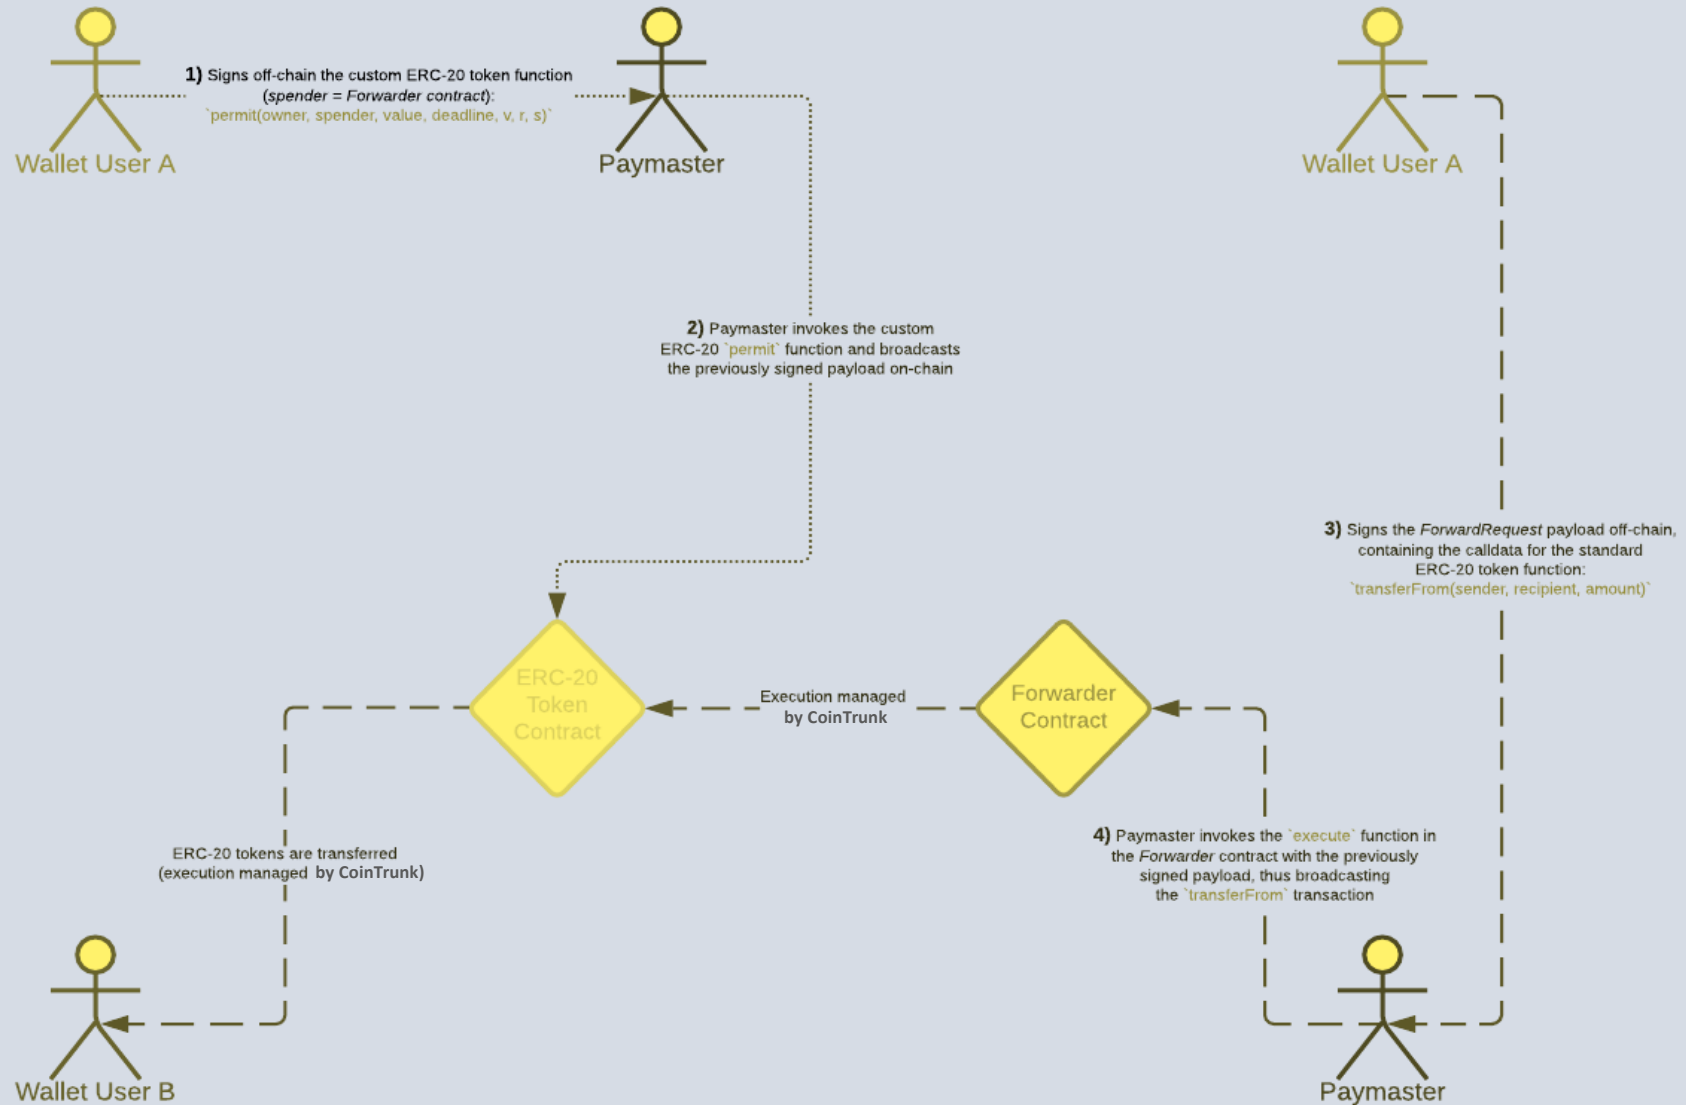 1) Signs off-chain the custom ERC-20 token function
(spender = Forwarder contract):
`permit(owner, spender, value, deadline, v, r, s)`
Wallet User A
Paymaster
Wallet User A
2) Paymaster invokes the custom
ERC-20 `permit` function and broadcasts
the previously signed payload on-chain
3) Signs the ForwardRequest payload off-chain,
containing the calldata for the standard
ERC-20 token function:
`transferFrom(sender, recipient, amount)`
ERC-20
Token
Contract
Execution managed
by CoinTrunk
Forwarder
Contract
4) Paymaster invokes the `execute` function in
the Forwarder contract with the previously
signed payload, thus broadcasting
the `transferFrom` transaction
ERC-20 tokens are transferred
(execution managed by CoinTrunk)
Wallet User B
Paymaster